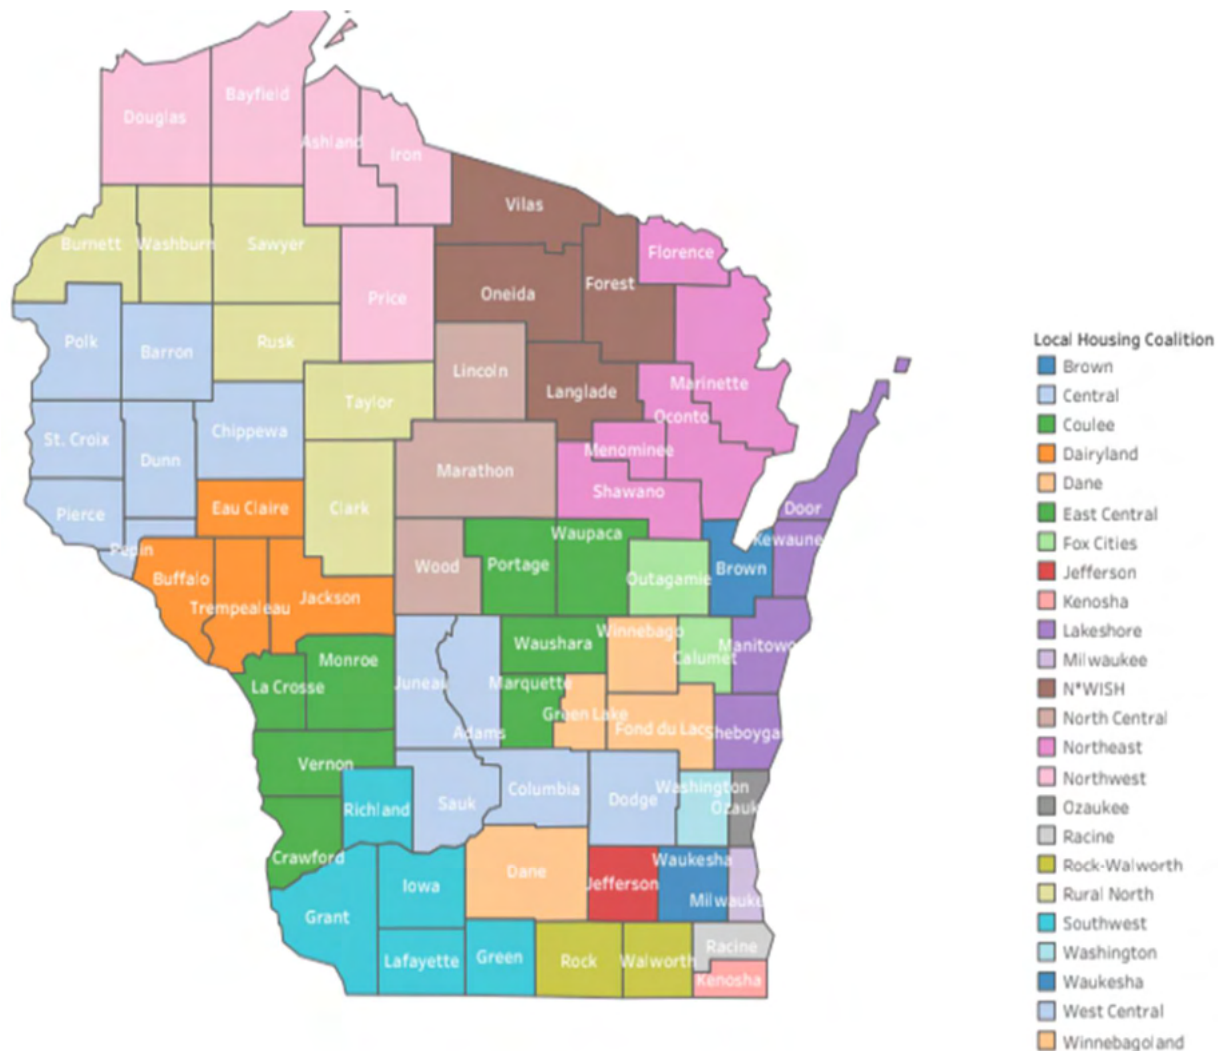 Bayfield
Douglas
Ashland
Iron
Vilas
Burnett
Washburn
Sawyer
Florence
Price
Oneida
Forest
Polk
Barron
Rusk
Lincoln
Langlade
Marinette
Taylor
Oconto
St. Croix
Chippewa
Dunn
Menominee
Marathon
Shawano
Pierce
Eau Claire
Clark
Door
Waupaca
Kewaune
Pepin
Wood
Portage
Brown
Buffalo
Outagamie
Trempealeau
Jackson
Winnebago
Waushara
Manitowo
Monroe
Calumet
La Crosse
Juneau
Marquette
Green Lake
Fond du Lac
Sheboyga
Adams
Vernon
Columbia
Washington
Dodge
Richland
Sauk
Ozauk
Crawford
Waukesha
Dane
Iowa
Jefferson
Milwauke
Grant
Racine
Lafayette
Green
Rock
Walworth
Kenosha
Local Housing Coalition
Brown
Central
Coulee
Dairyland
Dane
East Central
Fox Cities
Jefferson
Kenosha
Lakeshore
Milwaukee
N*WISH
North Central
Northeast
Northwest
Ozaukee
Racine
Rock-Walworth
Rural North
Southwest
Washington
Waukesha
West Central
Winnebagoland